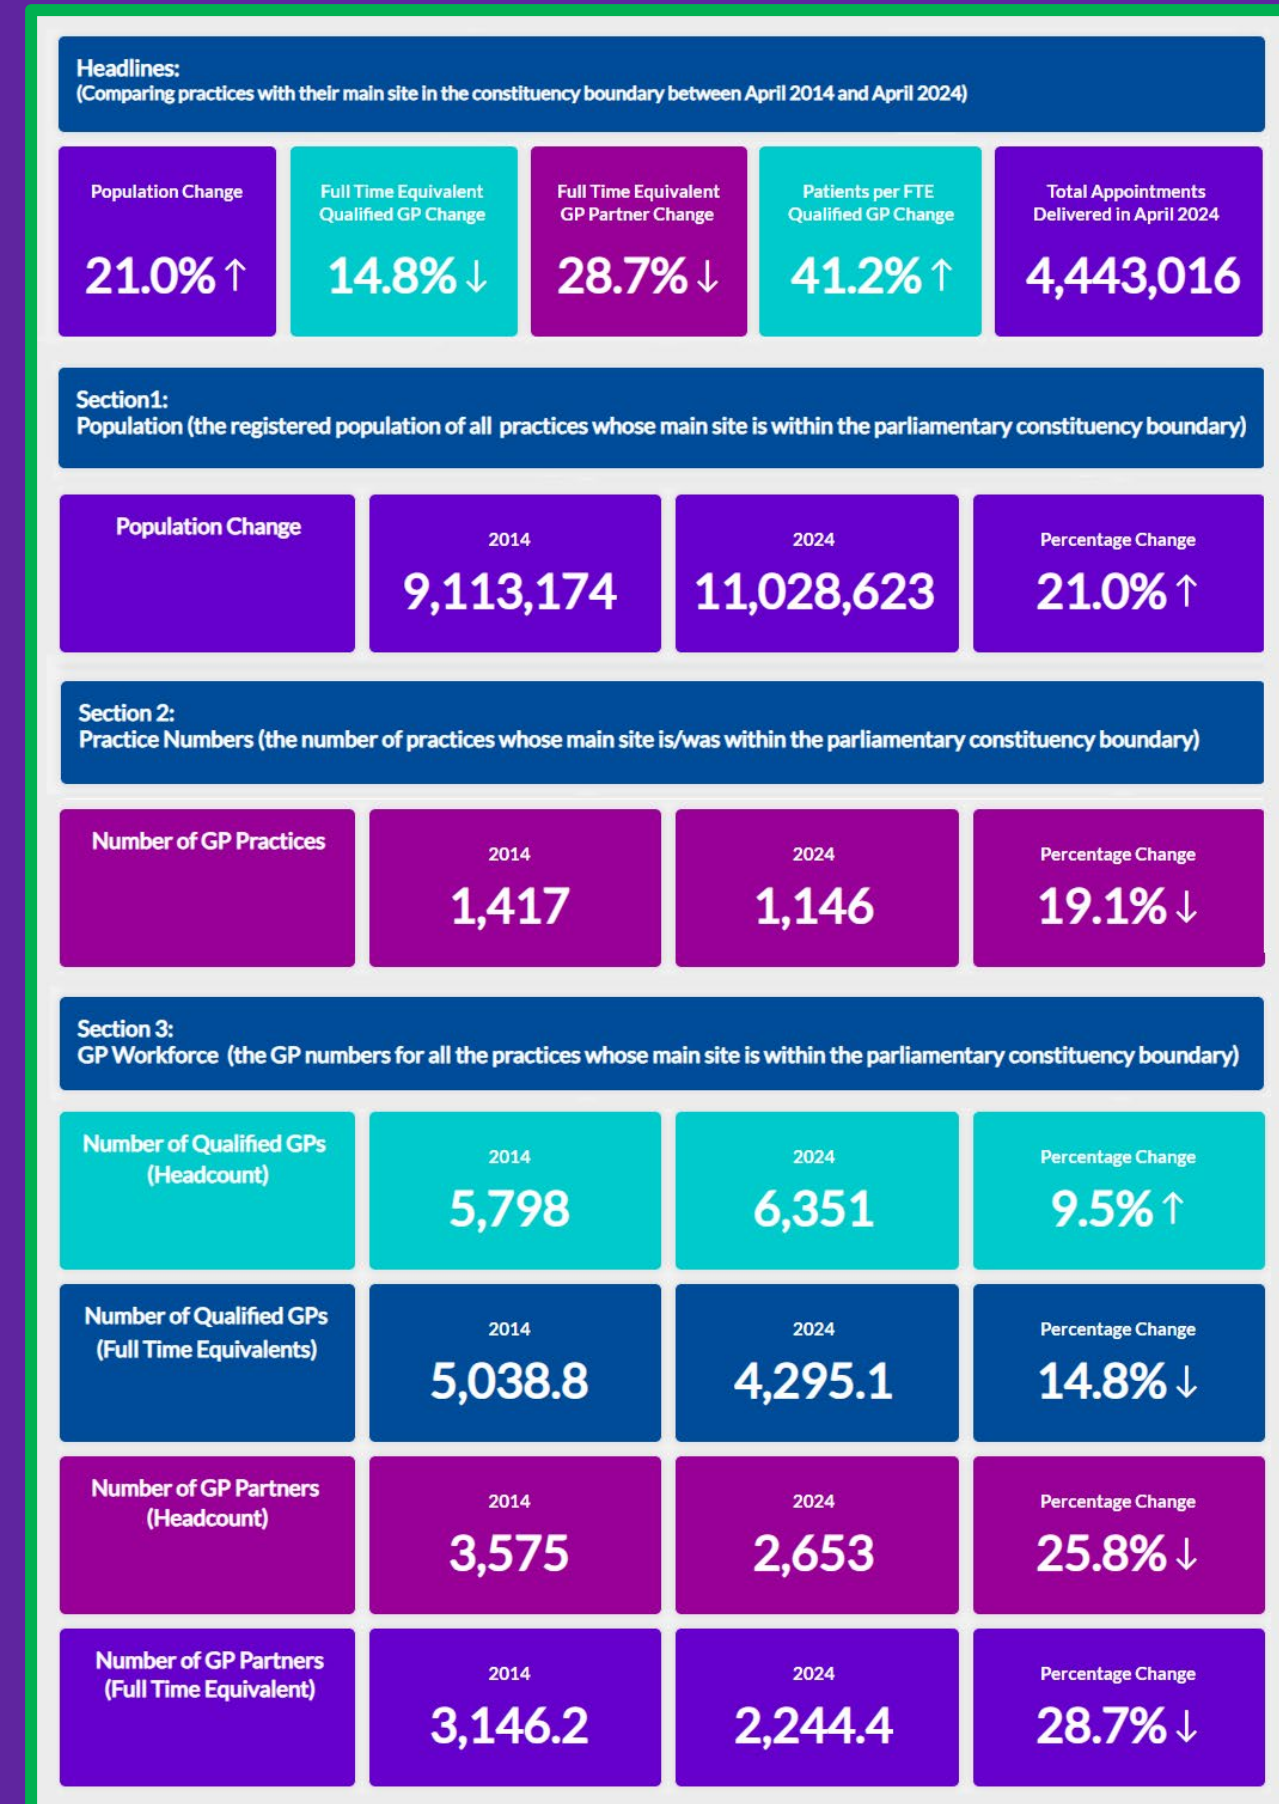 Headlines:
(Comparing practices with their main site in the constituency boundary between April 2014 and April 2024)
Population Change
21.0% ↑
Full Time Equivalent
Qualified GP Change
14.8% ↓
Full Time Equivalent
GP Partner Change
28.7% ↓
Patients per FTE
Qualified GP Change
41.2% ↑
Total Appointments
Delivered in April 2024
4,443,016
Section1:
Population (the registered population of all practices whose main site is within the parliamentary constituency boundary)
Population Change
2014
9,113,174
2024
11,028,623
Percentage Change
21.0% ↑
Section 2:
Practice Numbers (the number of practices whose main site is/was within the parliamentary constituency boundary)
Number of GP Practices
2014
1,417
2024
1,146
Percentage Change
19.1% ↓
Section 3:
GP Workforce (the GP numbers for all the practices whose main site is within the parliamentary constituency boundary)
Number of Qualified GPs
(Headcount)
2014
5,798
2024
6,351
Percentage Change
9.5% ↑
Number of Qualified GPs
(Full Time Equivalents)
2014
5,038.8
2024
4,295.1
Percentage Change
14.8% ↓
Number of GP Partners
(Headcount)
2014
3,575
2024
2,653
Percentage Change
25.8% ↓
Number of GP Partners
(Full Time Equivalent)
2014
3,146.2
2024
2,244.4
Percentage Change
28.7% ↓